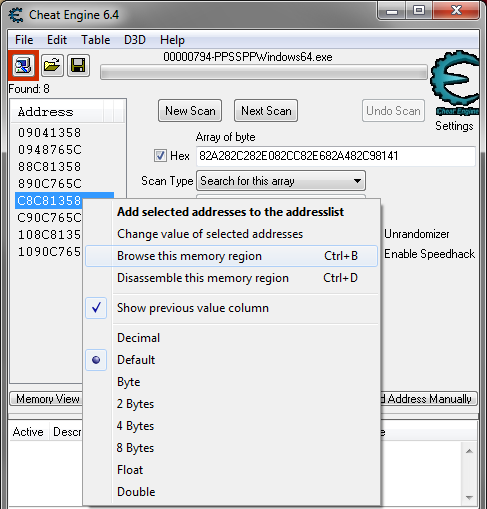 Cheat Engine 6.4
File Edit Table D3D Help
00000794-PPSSPPWindows64.exe
Found: 8
Cheat Engine
Settings
Address
New Scan Next Scan Undo Scan
Array of byte
Hex 82A282C282E082CC82E682A482C98141
Scan Type Search for this array
09041358
0948765C
88C81358
890C765C
C8C81358
C90C765C
108C8135
1090C765
Unrandomizer
Enable Speedhack
Add selected addresses to the addresslist
Change value of selected addresses
Browse this memory region Ctrl+B
Disassemble this memory region Ctrl+D
Show previous value column
Decimal
Default
Byte
2 Bytes
4 Bytes
8 Bytes
Float
Double
Memory View
d Address Manually
Active Descr
e